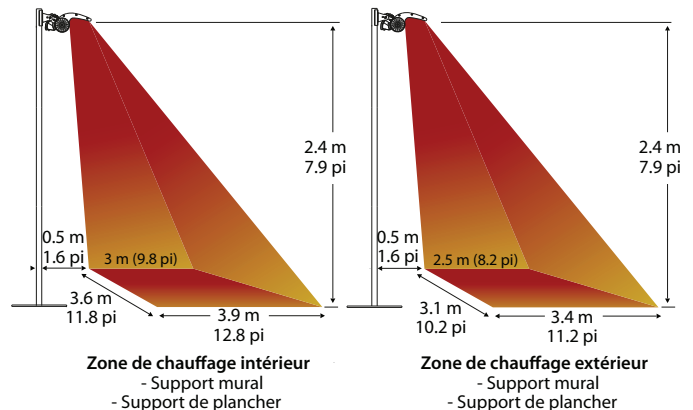 2.4 m
7.9 pi
0.5 m
1.6 pi
3 m (9.8 pi)
3.6 m
11.8 pi
3.9 m
12.8 pi
Zone de chauffage intérieur
- Support mural
- Support de plancher
2.4 m
7.9 pi
0.5 m
1.6 pi
2.5 m (8.2 pi)
3.1 m
10.2 pi
3.4 m
11.2 pi
Zone de chauffage extérieur
- Support mural
- Support de plancher